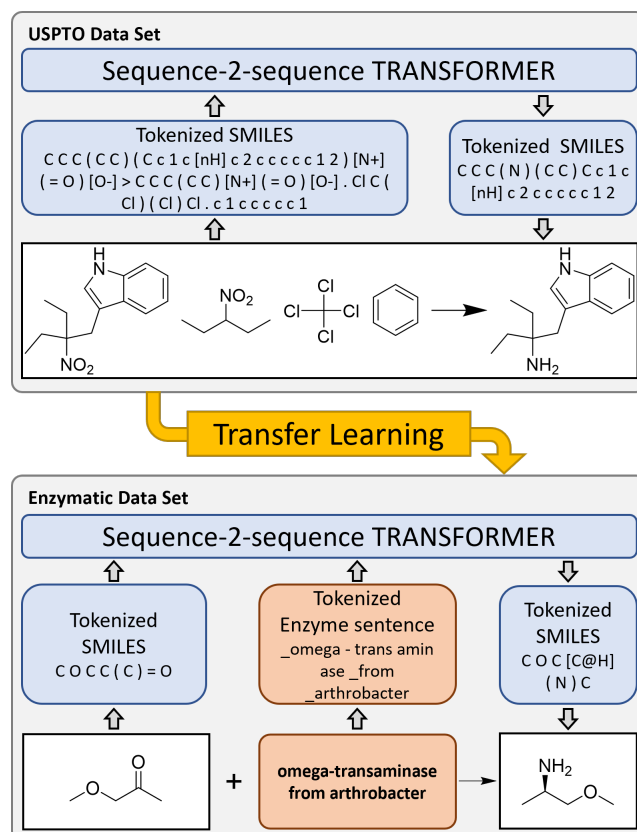 USPTO Data Set
Sequence-2-sequence TRANSFORMER
Tokenized SMILES
C C C ( C C ) ( C c 1 c [nH] c 2 c c c c c 1 2 ) [N+]
( = O ) [O-] > C C C ( C C ) [N+] ( = O ) [O-] . Cl C (
Cl ) ( Cl ) Cl . c 1 c c c c c 1
Tokenized SMILES
C C C ( N ) ( C C ) C c 1 c
[nH] c 2 c c c c c 1 2
H
N
NO2
NO2
Cl
Cl
Cl
Cl
H
N
NH2
Transfer Learning
Enzymatic Data Set
Sequence-2-sequence TRANSFORMER
Tokenized
SMILES
C O C C ( C ) = O
Tokenized
Enzyme sentence
_omega - trans amin
ase _from
_arthrobacter
Tokenized
SMILES
C O C [C@H]
( N ) C
O
O
+
omega-transaminase
from arthrobacter
NH2
O